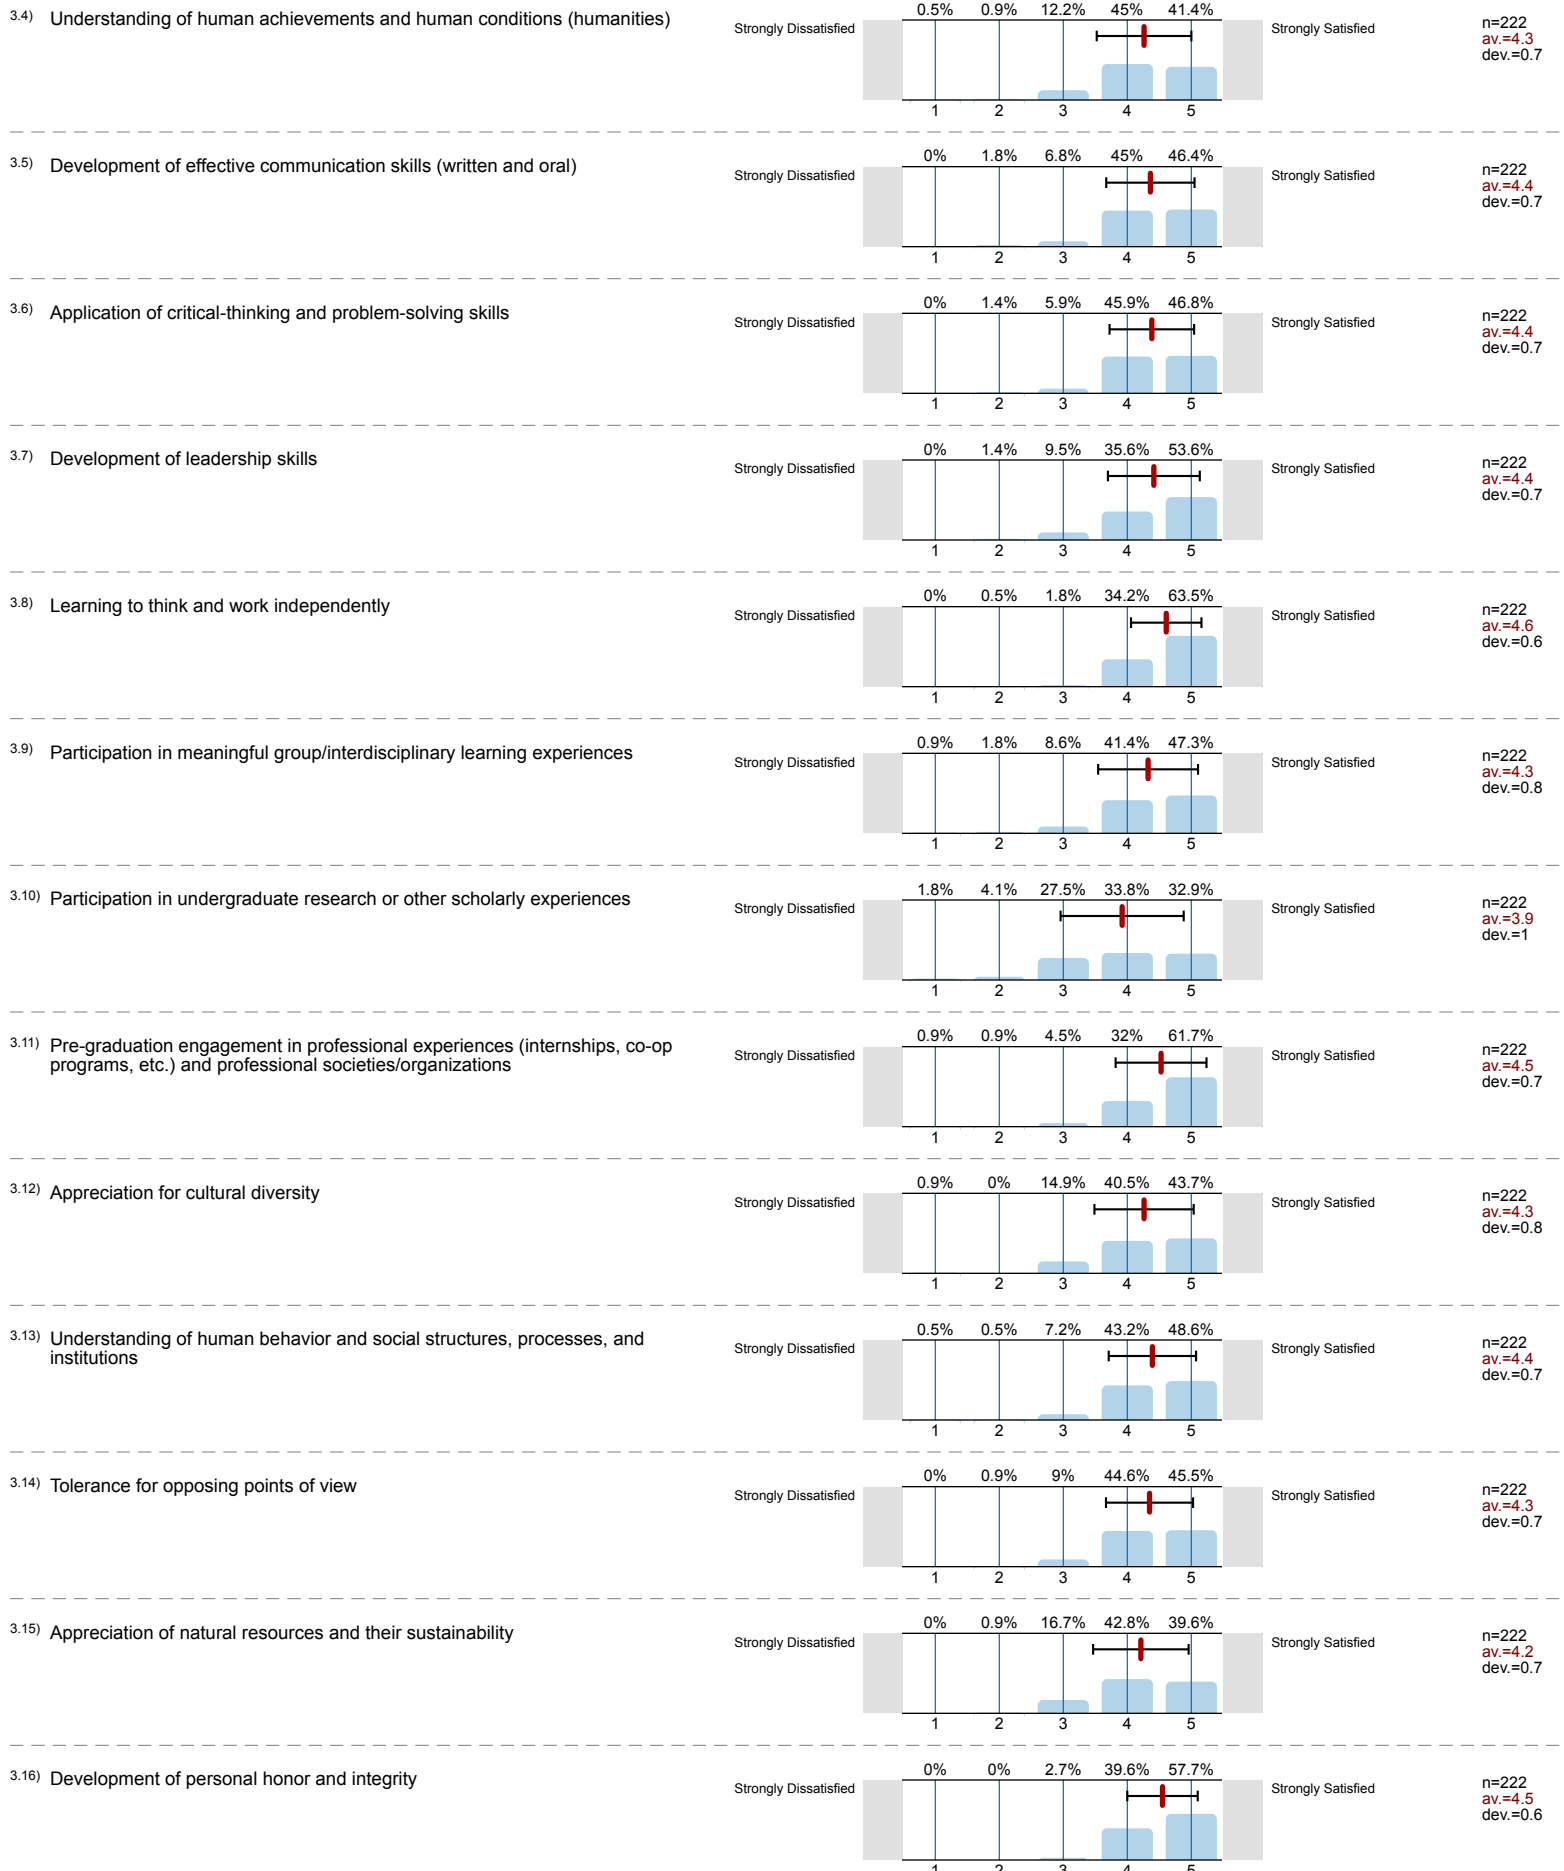 3.4) Understanding of human achievements and human conditions (humanities)
0.5% 0.9% 12.2% 45% 41.4%
Strongly Dissatisfied Strongly Satisfied
n=222
av.=4.3
dev.=0.7
1 2 3 4 5
3.5) Development of effective communication skills (written and oral)
0% 1.8% 6.8% 45% 46.4%
Strongly Dissatisfied Strongly Satisfied
n=222
av.=4.4
dev.=0.7
1 2 3 4 5
3.6) Application of critical-thinking and problem-solving skills
0% 1.4% 5.9% 45.9% 46.8%
Strongly Dissatisfied Strongly Satisfied
n=222
av.=4.4
dev.=0.7
1 2 3 4 5
3.7) Development of leadership skills
0% 1.4% 9.5% 35.6% 53.6%
Strongly Dissatisfied Strongly Satisfied
n=222
av.=4.4
dev.=0.7
1 2 3 4 5
3.8) Learning to think and work independently
0% 0.5% 1.8% 34.2% 63.5%
Strongly Dissatisfied Strongly Satisfied
n=222
av.=4.6
dev.=0.6
1 2 3 4 5
3.9) Participation in meaningful group/interdisciplinary learning experiences
0.9% 1.8% 8.6% 41.4% 47.3%
Strongly Dissatisfied Strongly Satisfied
n=222
av.=4.3
dev.=0.8
1 2 3 4 5
3.10) Participation in undergraduate research or other scholarly experiences
1.8% 4.1% 27.5% 33.8% 32.9%
Strongly Dissatisfied Strongly Satisfied
n=222
av.=3.9
dev.=1
1 2 3 4 5
3.11) Pre-graduation engagement in professional experiences (internships, co-op
programs, etc.) and professional societies/organizations
0.9% 0.9% 4.5% 32% 61.7%
Strongly Dissatisfied Strongly Satisfied
n=222
av.=4.5
dev.=0.7
1 2 3 4 5
3.12) Appreciation for cultural diversity
0.9% 0% 14.9% 40.5% 43.7%
Strongly Dissatisfied Strongly Satisfied
n=222
av.=4.3
dev.=0.8
1 2 3 4 5
3.13) Understanding of human behavior and social structures, processes, and
institutions
0.5% 0.5% 7.2% 43.2% 48.6%
Strongly Dissatisfied Strongly Satisfied
n=222
av.=4.4
dev.=0.7
1 2 3 4 5
3.14) Tolerance for opposing points of view
0% 0.9% 9% 44.6% 45.5%
Strongly Dissatisfied Strongly Satisfied
n=222
av.=4.3
dev.=0.7
1 2 3 4 5
3.15) Appreciation of natural resources and their sustainability
0% 0.9% 16.7% 42.8% 39.6%
Strongly Dissatisfied Strongly Satisfied
n=222
av.=4.2
dev.=0.7
1 2 3 4 5
3.16) Development of personal honor and integrity
0% 0% 2.7% 39.6% 57.7%
Strongly Dissatisfied Strongly Satisfied
n=222
av.=4.5
dev.=0.6
1 2 3 4 5